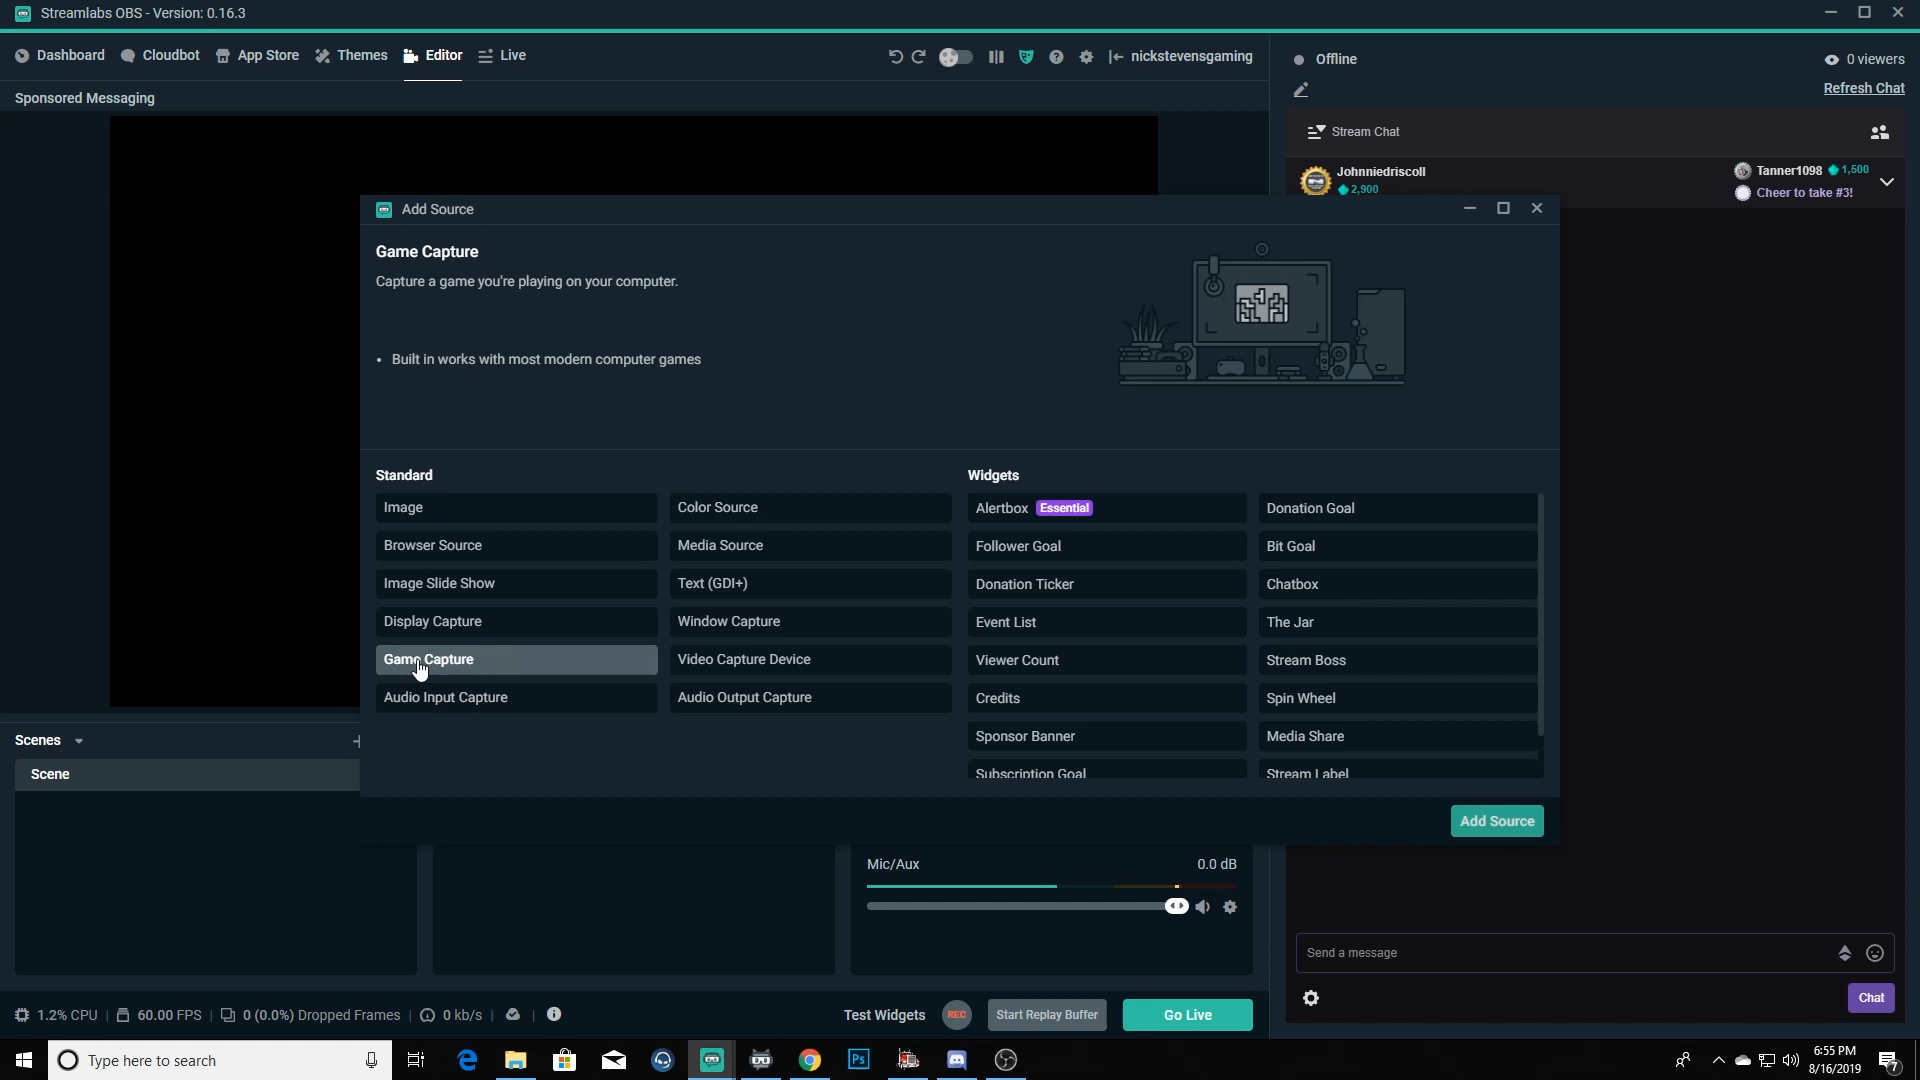 Streamlabs OBS - Version: 0.16.3
Dashboard Cloudbot App Store Themes Editor Live nickstevensgaming
Offline 0 viewers
Refresh Chat
Sponsored Messaging
Stream Chat
Johnniedriscoll
2,900
Tanner1098 1,500
Cheer to take #3!
Add Source
Game Capture
Capture a game you're playing on your computer.
• Built in works with most modern computer games
Standard
Image Color Source
Browser Source Media Source
Image Slide Show Text (GDI+)
Display Capture Window Capture
Game Capture Video Capture Device
Audio Input Capture Audio Output Capture
Widgets
Alertbox Essential Donation Goal
Follower Goal Bit Goal
Donation Ticker Chatbox
Event List The Jar
Viewer Count Stream Boss
Credits Spin Wheel
Sponsor Banner Media Share
Subscription Goal Stream Label
Add Source
Scenes
Scene
Mic/Aux 0.0 dB
Send a message
Chat
1.2% CPU 60.00 FPS 0 (0.0%) Dropped Frames 0 kb/s
Test Widgets REC Start Replay Buffer Go Live
Type here to search
Ps
6:55 PM
8/16/2019
7